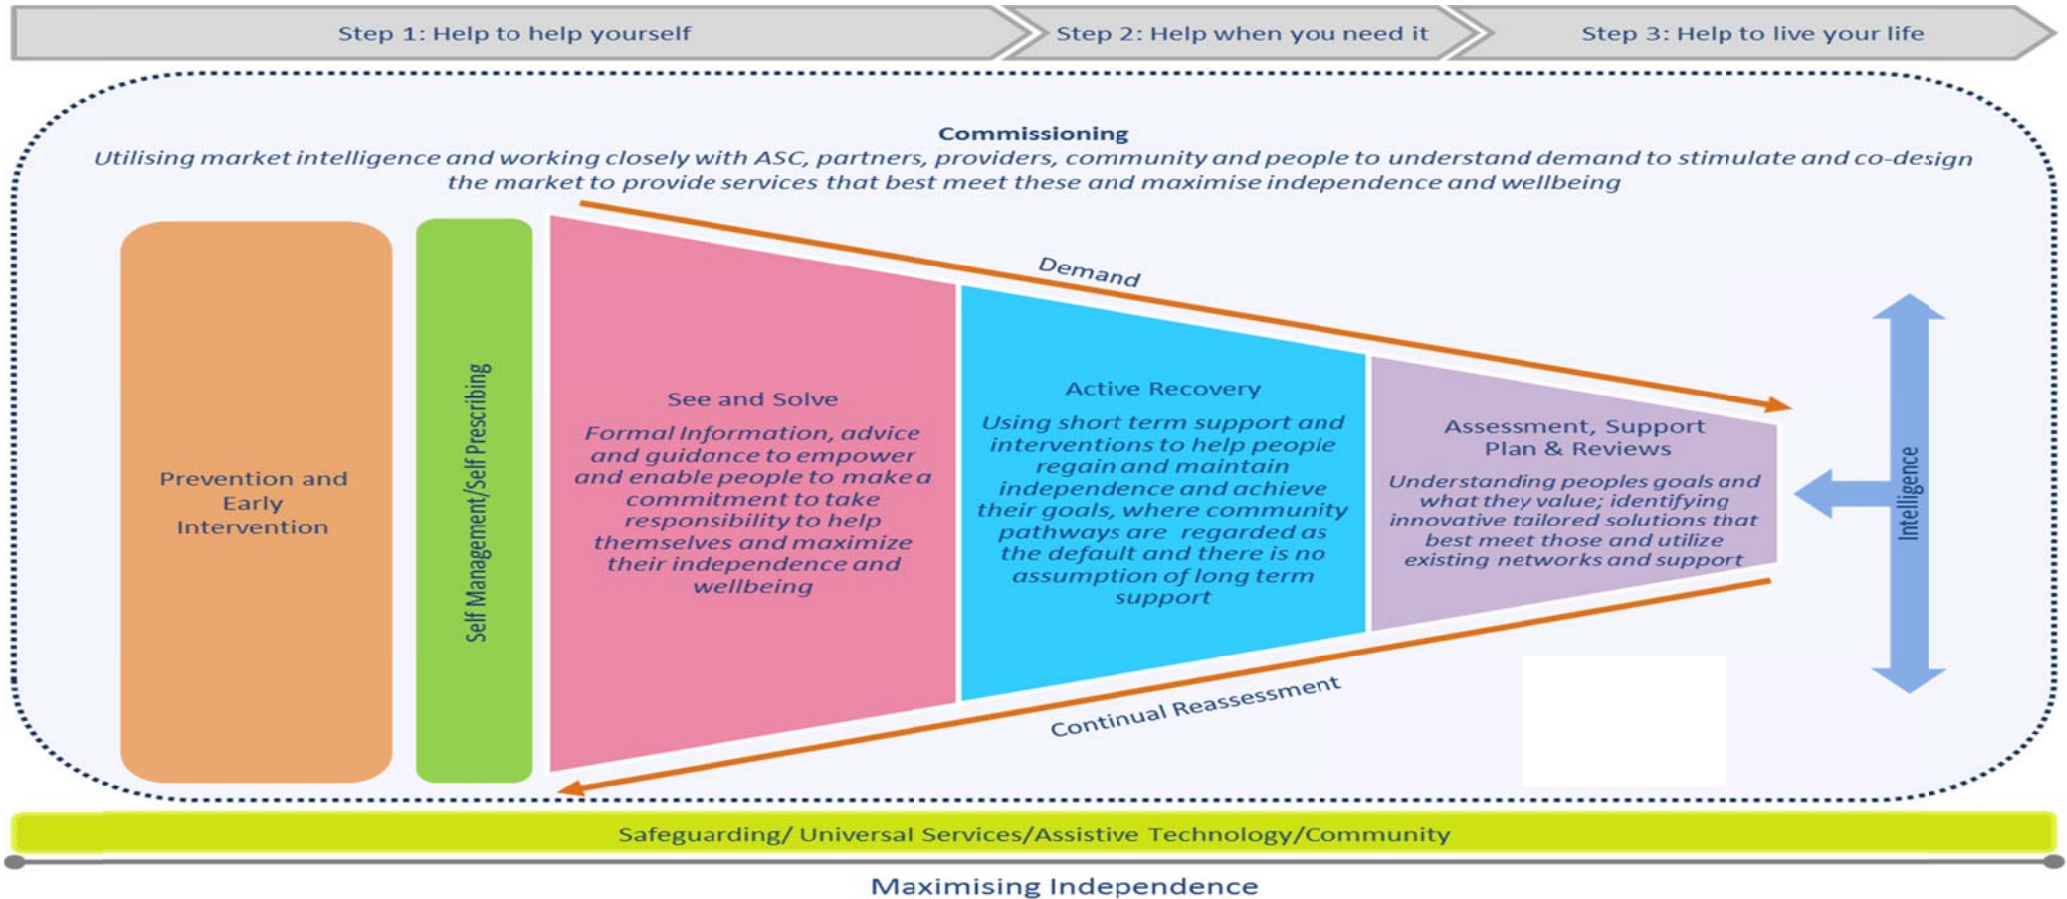 Step 1: Help to help yourself
Step 2: Help when you need it
Step 3: Help to live your life
Commissioning
Utilising market intelligence and working closely with ASC, partners, providers, community and people to understand demand to stimulate and co-design
the market to provide services that best meet these and maximise independence and wellbeing
Prevention and
Early
Intervention
Self Management/Self Prescribing
See and Solve
Formal Information, advice
and guidance to empower
and enable people to make a
commitment to take
responsibility to help
themselves and maximize
their independence and
wellbeing
Demand
Active Recovery
Using short term support and
interventions to help people
regain and maintain
independence and achieve
their goals, where community
pathways are regarded as
the default and there is no
assumption of long term
support
Assessment, Support
Plan & Reviews
Understanding peoples goals and
what they value; identifying
innovative tailored solutions that
best meet those and utilize
existing networks and support
Intelligence
Continual Reassessment
Safeguarding/ Universal Services/Assistive Technology/Community
Maximising Independence